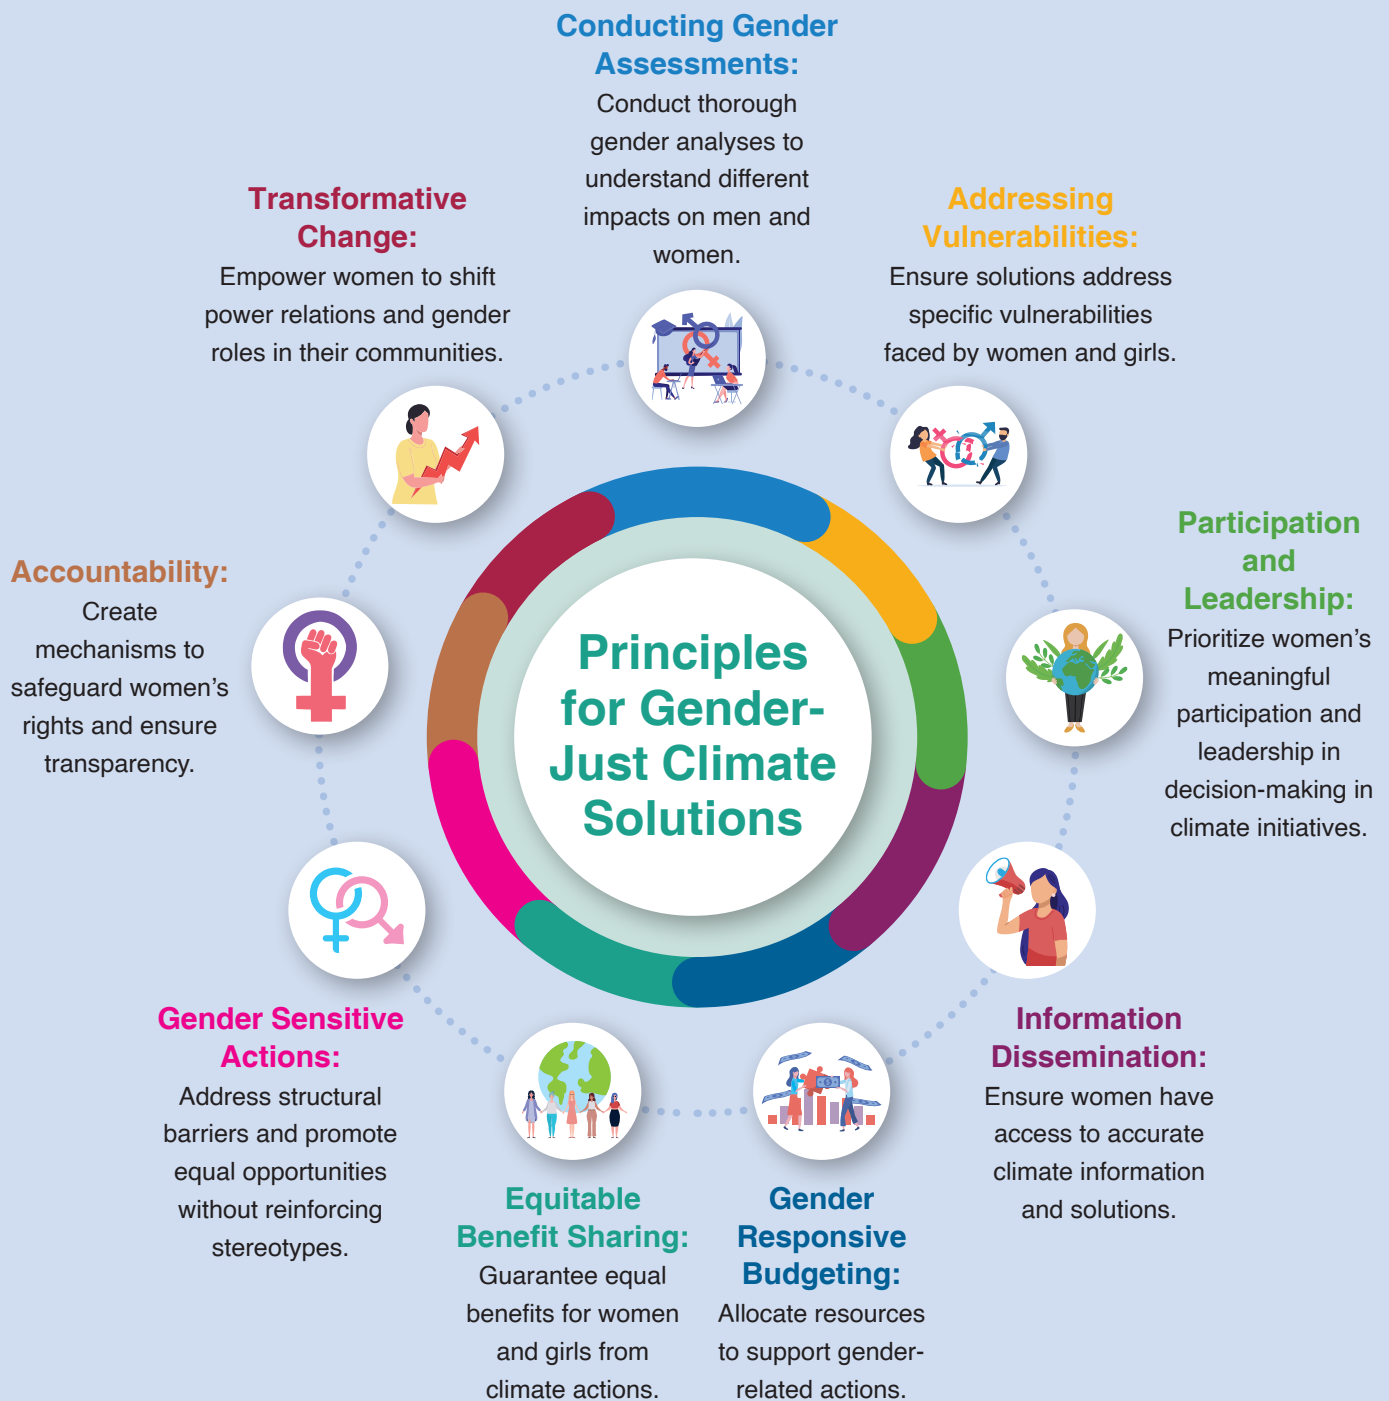 Conducting Gender
Assessments:
Conduct thorough
gender analyses to
understand different
impacts on men and
women.
Addressing
Vulnerabilities:
Ensure solutions address
specific vulnerabilities
faced by women and girls.
Participation
and
Leadership:
Prioritize women’s
meaningful
participation and
leadership in
decision-making in
climate initiatives.
Information
Dissemination:
Ensure women have
access to accurate
climate information
and solutions.
Gender
Responsive
Budgeting:
Allocate resources
to support gender-
related actions.
Equitable
Benefit Sharing:
Guarantee equal
benefits for women
and girls from
climate actions.
Gender Sensitive
Actions:
Address structural
barriers and promote
equal opportunities
without reinforcing
stereotypes.
Accountability:
Create
mechanisms to
safeguard women’s
rights and ensure
transparency.
Transformative
Change:
Empower women to shift
power relations and gender
roles in their communities.
Principles
for Gender-
Just Climate
Solutions